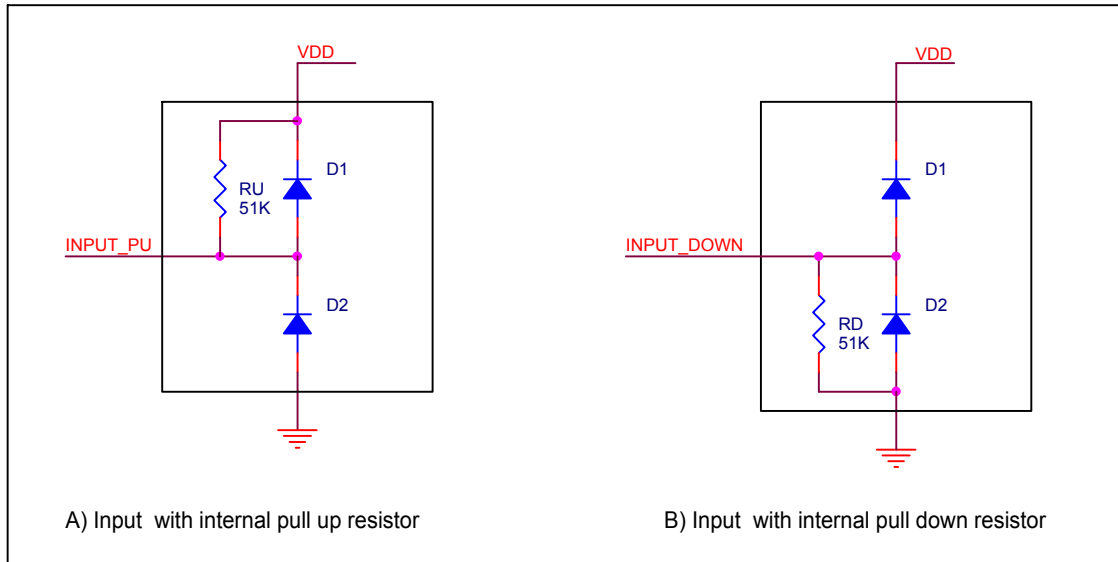 VDD
D1
RU
51K
INPUT_PU
D2
A) Input with internal pull up resistor
VDD
D1
INPUT_DOWN
D2
RD
51K
B) Input with internal pull down resistor